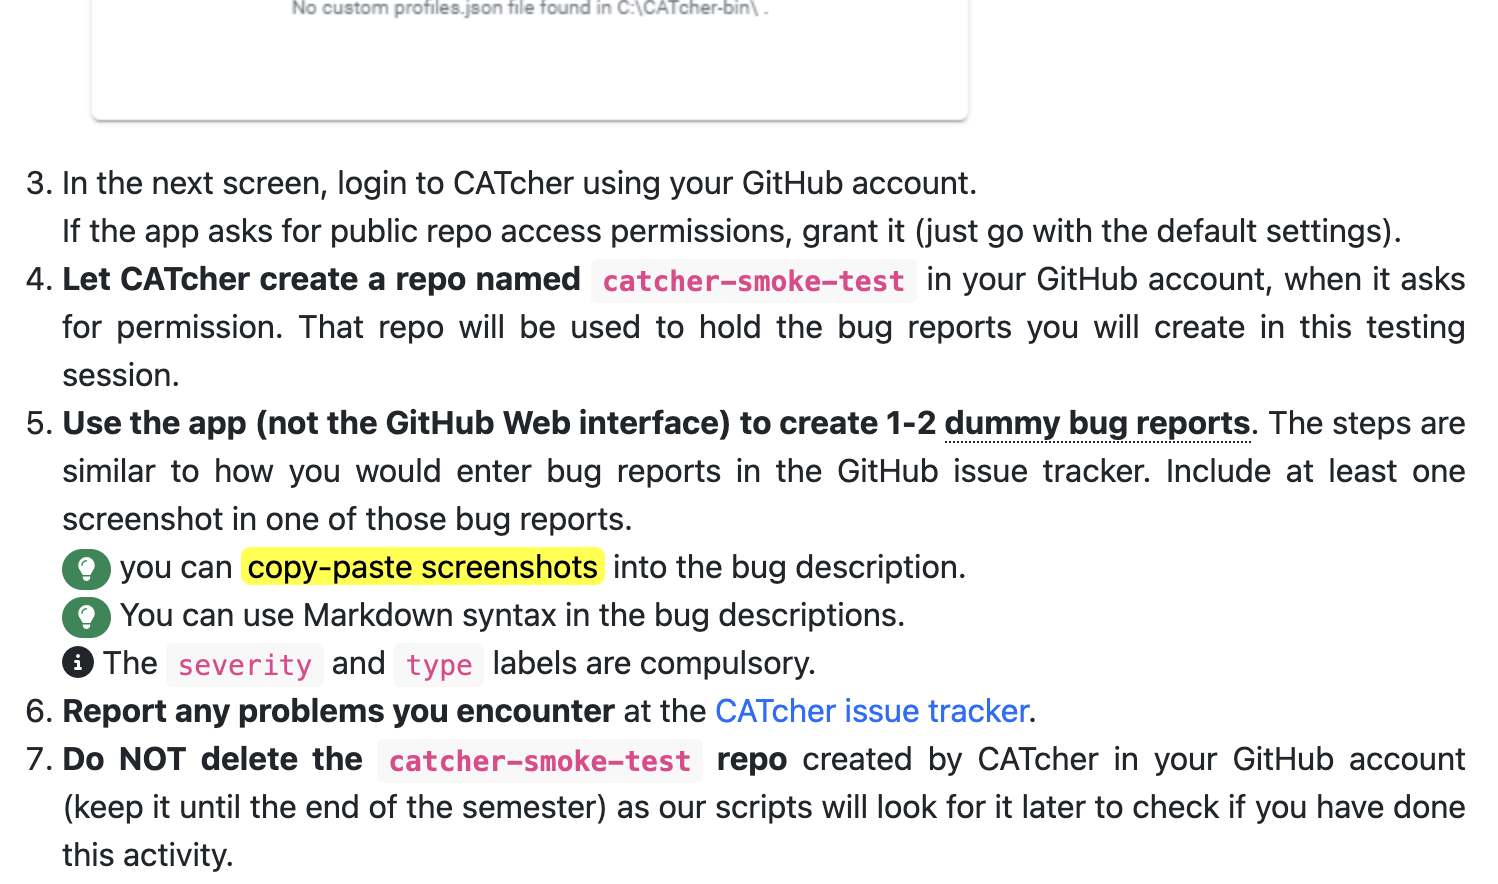 No custom profiles.json file found in C:\CATcher-bin\ .
3. In the next screen, login to CATcher using your GitHub account.
If the app asks for public repo access permissions, grant it (just go with the default settings).
4. Let CATcher create a repo named catcher-smoke-test in your GitHub account, when it asks
for permission. That repo will be used to hold the bug reports you will create in this testing
session.
5. Use the app (not the GitHub Web interface) to create 1-2 dummy bug reports. The steps are
similar to how you would enter bug reports in the GitHub issue tracker. Include at least one
screenshot in one of those bug reports.
you can copy-paste screenshots into the bug description.
You can use Markdown syntax in the bug descriptions.
The severity and type labels are compulsory.
6. Report any problems you encounter at the CATcher issue tracker.
7. Do NOT delete the catcher-smoke-test repo created by CATcher in your GitHub account
(keep it until the end of the semester) as our scripts will look for it later to check if you have done
this activity.